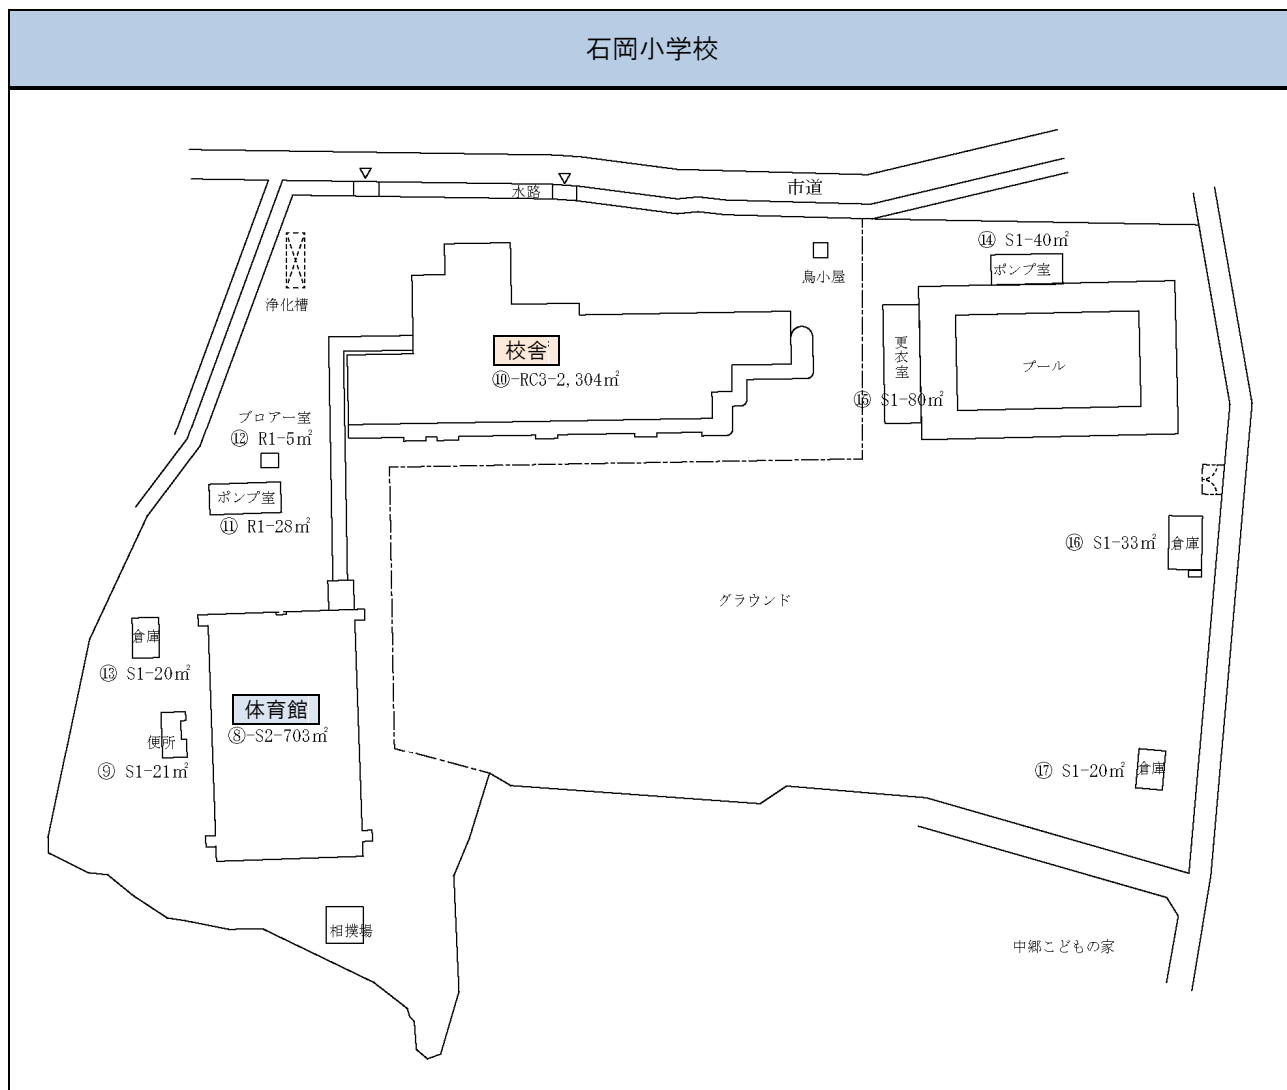 石岡小学校
市道
水路
⑭ S1-40㎡
ポンプ室
鳥小屋
浄化槽
更衣室
プール
校舎
⑩-RC3-2,304㎡
⑮ S1-80㎡
ブロアー室
⑫ R1-5㎡
ポンプ室
⑪ R1-28㎡
⑯ S1-33㎡
倉庫
グラウンド
倉庫
⑬ S1-20㎡
体育館
⑧-S2-703㎡
便所
⑨ S1-21㎡
⑰ S1-20㎡
倉庫
相撲場
中郷こどもの家